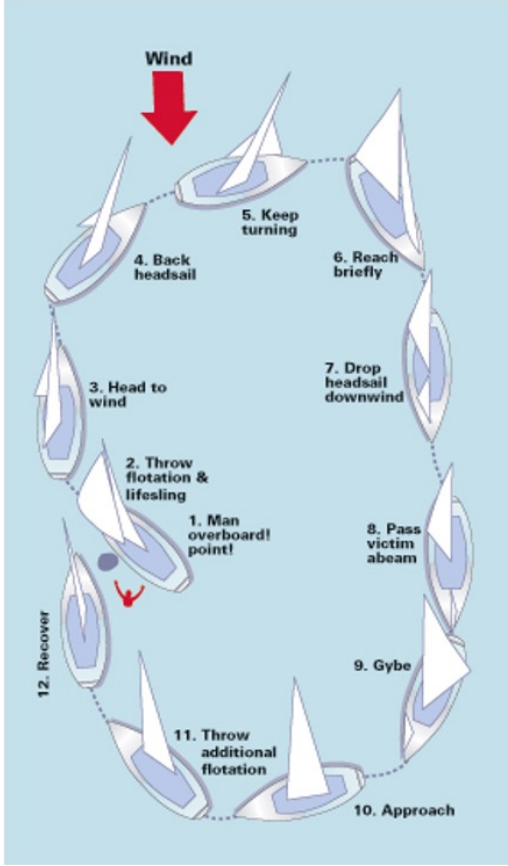 Wind
1. Man
overboard!
point!
2. Throw
flotation &
lifesling
3. Head to
wind
4. Back
headsail
5. Keep
turning
6. Reach
briefly
7. Drop
headsail
downwind
8. Pass
victim
abeam
9. Gybe
10. Approach
11. Throw
additional
flotation
12. Recover